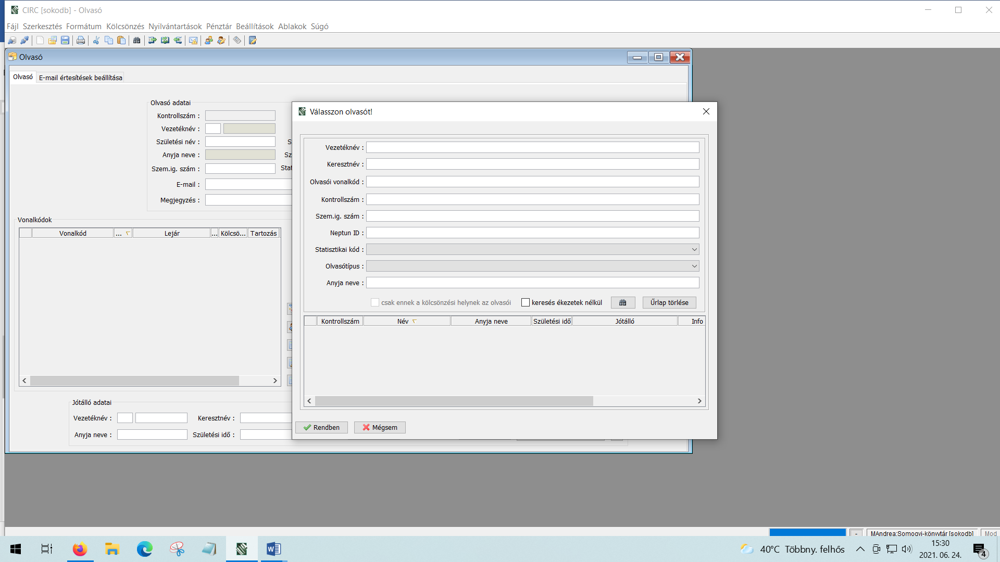 CIRC [sokodb] - Olvasó
Fájl Szerkesztés Formátum Kölcsönzés Nyilvántartások Pénztár Beállítások Ablakok Súgó
Olvasó
Olvasó E-mail értesítések beállítása
Olvasó adatai
Kontrollszám :
Vezetéknév :
Születési név : S
Anyja neve : Sz
Szem.ig. szám : Stat
E-mail :
Megjegyzés :
Vonalkódok
Vonalkód ... Lejár ... Kölcsö... Tartozás
Jótálló adatai
Vezetéknév : Keresztnév :
Anyja neve : Születési idő :
Válasszon olvasót!
Vezetéknév :
Keresztnév :
Olvasói vonalkód :
Kontrollszám :
Szem.ig. szám :
Neptun ID :
Statisztikai kód :
Olvasótípus :
Anyja neve :
csak ennek a kölcsönzési helynek az olvasói keresés ékezetek nélkül Űrlap törlése
Kontrollszám Név Anyja neve Születési idő Jótálló Info
Rendben Mégsem
- MAndrea:Somogyi-könyvtár [sokodb] Mod
40°C Többny. felhős
15:30
2021. 06. 24.
4